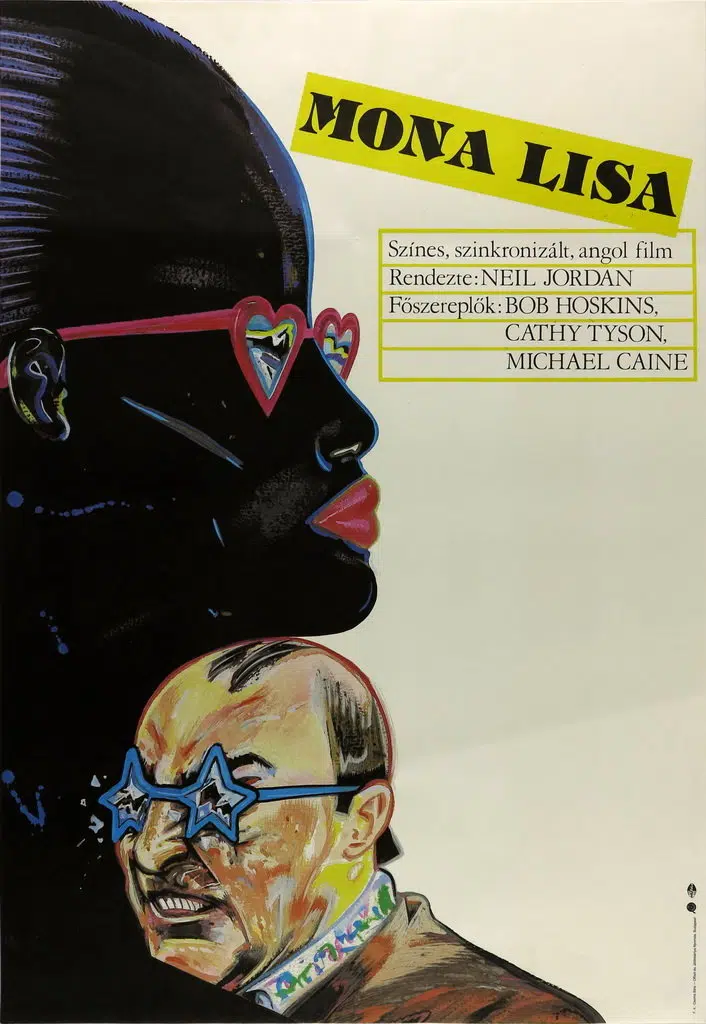 MONA LISA
Színes, szinkronizált, angol film
Rendezte: NEIL JORDAN
Főszereplők: BOB HOSKINS,
CATHY TYSON,
MICHAEL CAINE